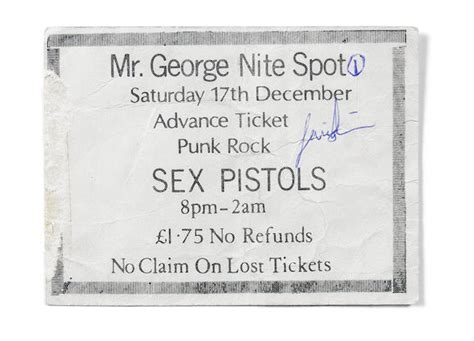 Mr. George Nite Spot 1
Saturday 17th December
Advance Ticket
Punk Rock
SEX PISTOLS
8pm-2am
£1·75 No Refunds
No Claim On Lost Tickets